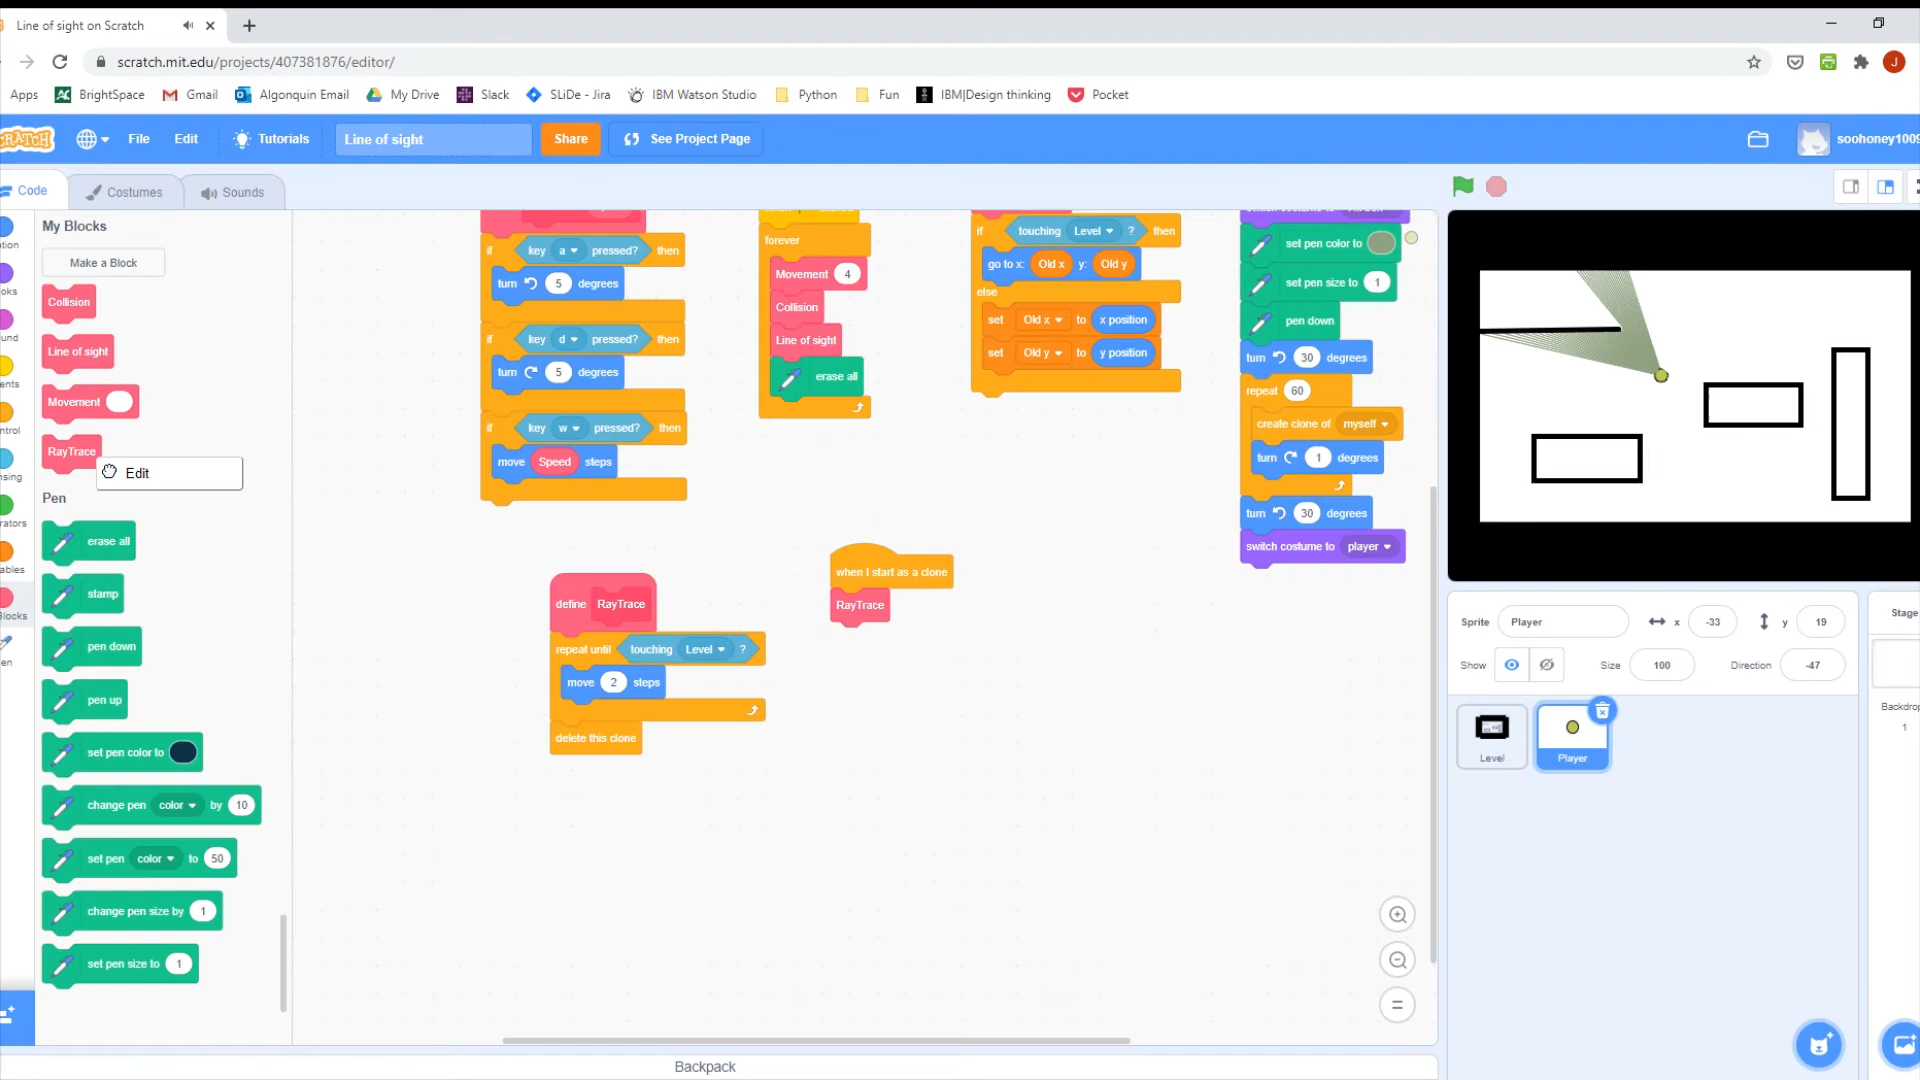 Line of sight on Scratch
scratch.mit.edu/projects/407381876/editor/
J
Apps
BrightSpace
Gmail
Algonquin Email
My Drive
Slack
SLiDe - Jira
IBM Watson Studio
Python
Fun
IBM|Design thinking
Pocket
File
Edit
Tutorials
Line of sight
Share
See Project Page
soohoney1009
Code
Costumes
Sounds
My Blocks
Make a Block
Collision
Line of sight
Movement
RayTrace
Edit
Pen
erase all
stamp
pen down
pen up
set pen color to
change pen color by 10
set pen color to 50
change pen size by 1
set pen size to 1
if key a pressed? then
turn 5 degrees
if key d pressed? then
turn 5 degrees
if key w pressed? then
move Speed steps
forever
Movement 4
Collision
Line of sight
erase all
if touching Level ? then
go to x: Old x y: Old y
else
set Old x to x position
set Old y to y position
set pen color to
set pen size to 1
pen down
turn 30 degrees
repeat 60
create clone of myself
turn 1 degrees
turn 30 degrees
switch costume to player
define RayTrace
repeat until touching Level ?
move 2 steps
delete this clone
when I start as a clone
RayTrace
Sprite Player x -33 y 19
Show Size 100 Direction -47
Level
Player
Stage
Backdrop
1
Backpack